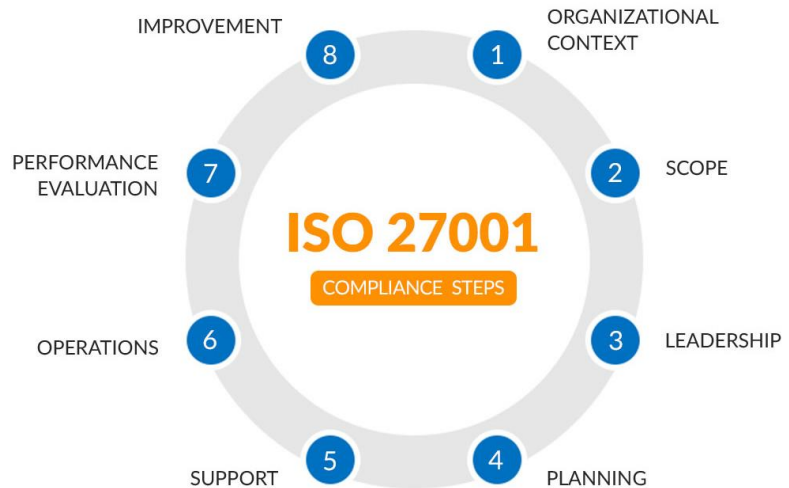 ISO 27001
COMPLIANCE STEPS
1
ORGANIZATIONAL
CONTEXT
2
SCOPE
3
LEADERSHIP
4
PLANNING
5
SUPPORT
6
OPERATIONS
7
PERFORMANCE
EVALUATION
8
IMPROVEMENT